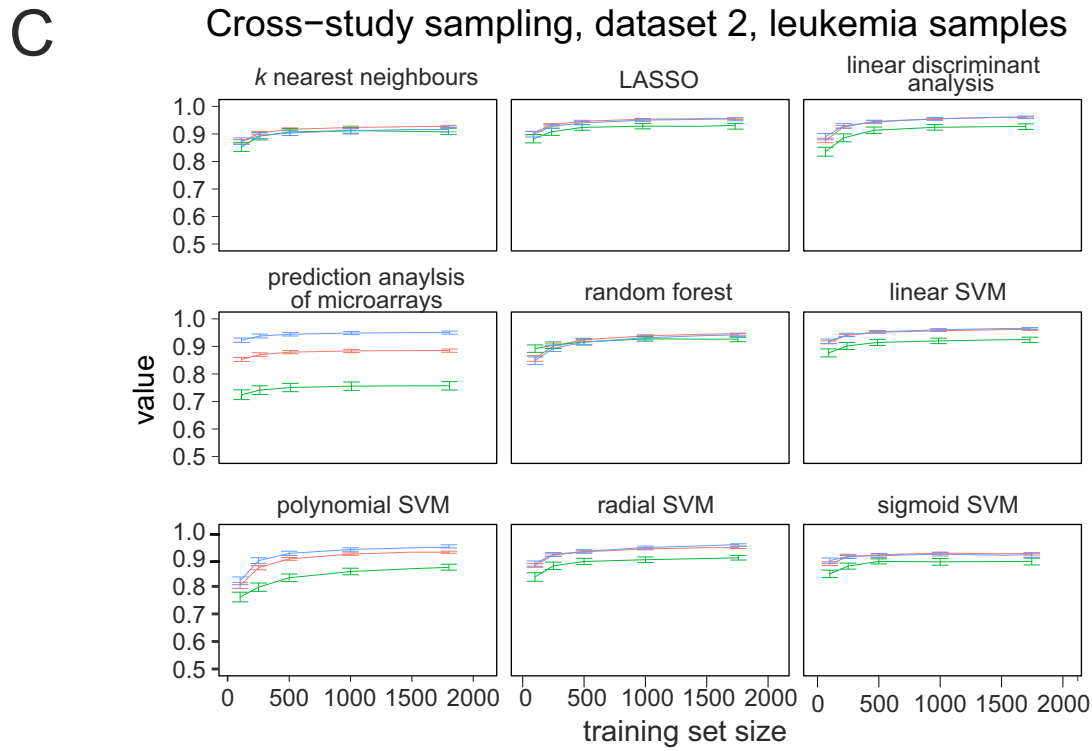 C
Cross−study sampling, dataset 2, leukemia samples
k nearest neighbours
LASSO
linear discriminant
analysis
1.0
0.9
0.8
0.7
0.6
0.5
prediction anaylsis
of microarrays
random forest
linear SVM
1.0
0.9
0.8
0.7
0.6
0.5
value
polynomial SVM
radial SVM
sigmoid SVM
1.0
0.9
0.8
0.7
0.6
0.5
0 500 1000 1500 2000 0 500 1000 1500 2000 0 500 1000 1500 2000
training set size